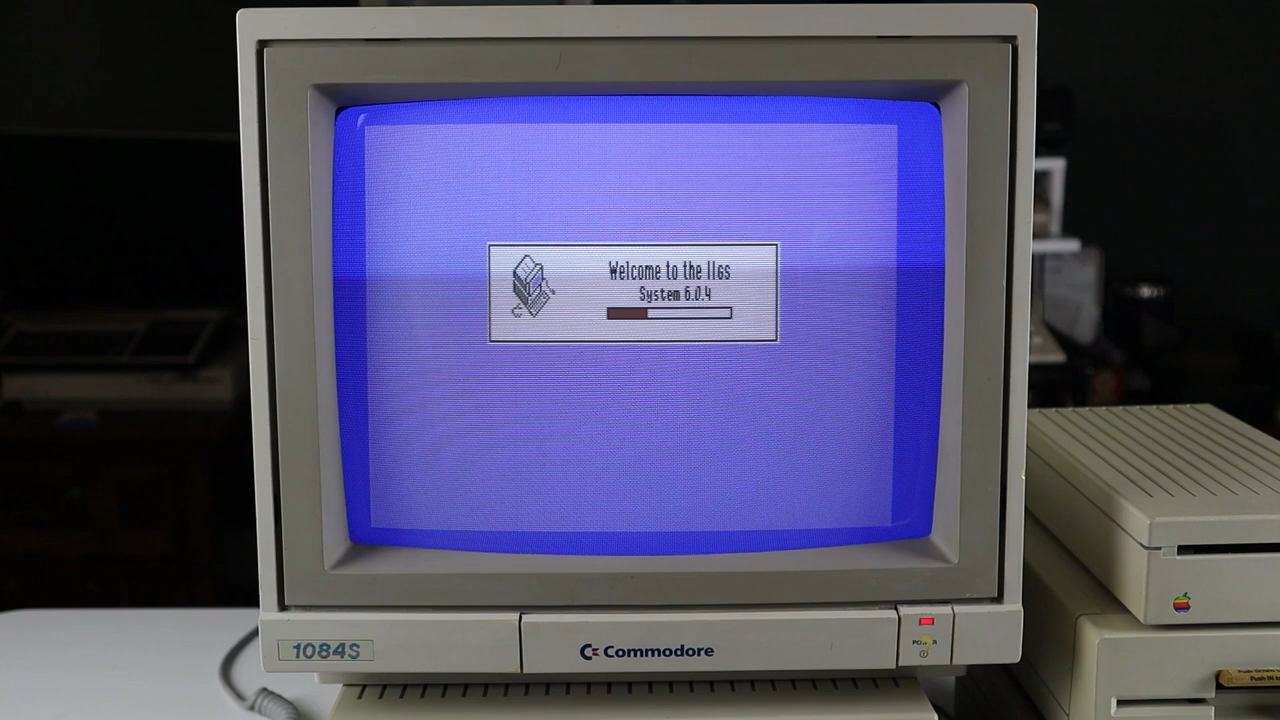 Welcome to the IIGS
System 6.0.4
1084S
Commodore
POWER